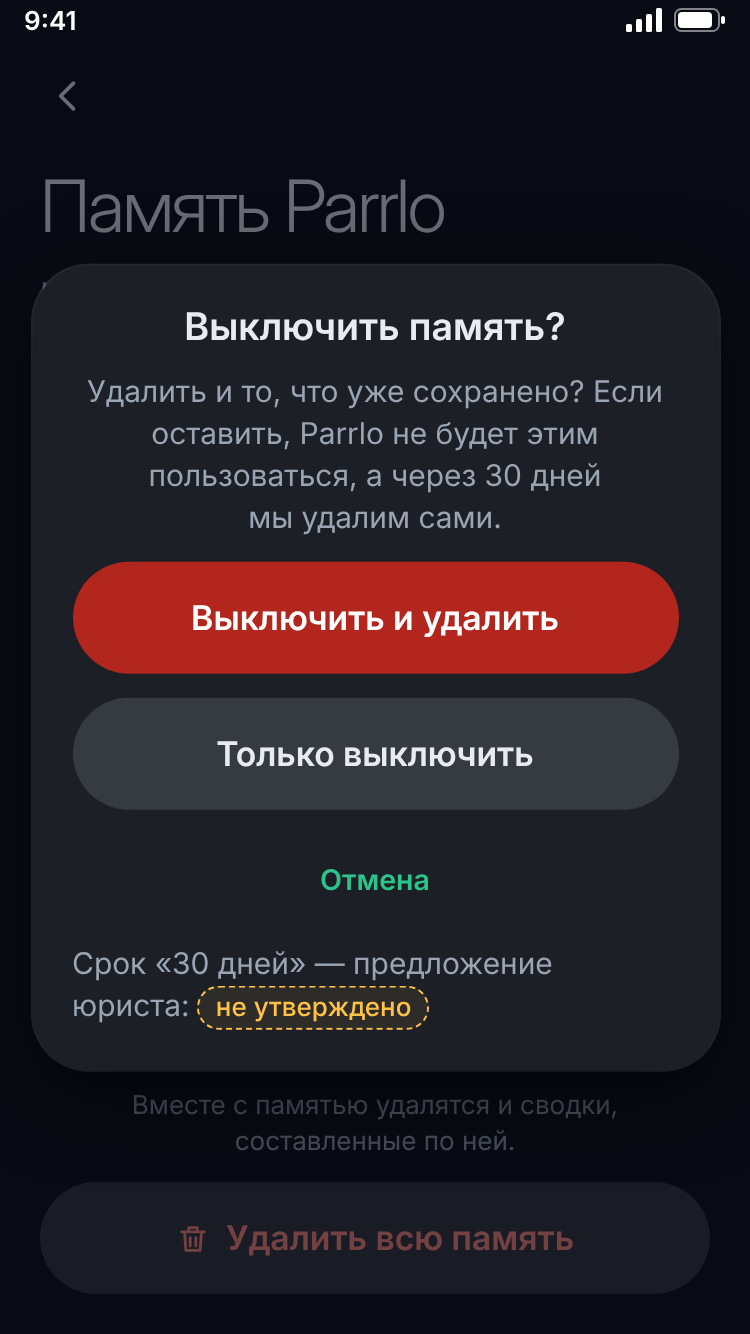 9:41
Память Parrlo
Выключить память?
Удалить и то, что уже сохранено? Если
оставить, Parrlo не будет этим
пользоваться, а через 30 дней
мы удалим сами.
Выключить и удалить
Только выключить
Отмена
Срок «30 дней» — предложение
юриста: не утверждено
Вместе с памятью удалятся и сводки,
составленные по ней.
Удалить всю память